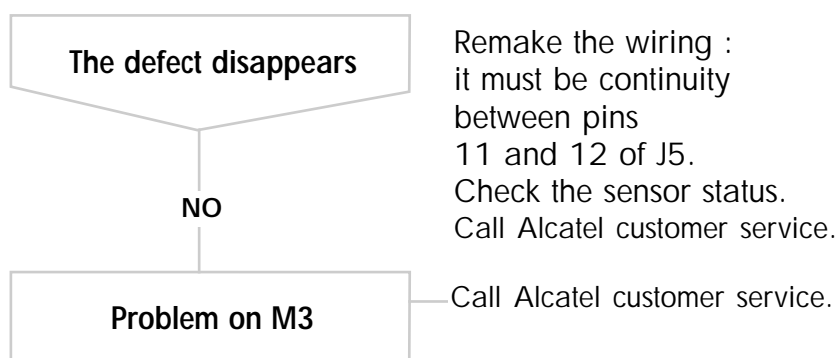 The defect disappears
Remake the wiring :
it must be continuity
between pins
11 and 12 of J5.
Check the sensor status.
Call Alcatel customer service.
NO
Problem on M3
Call Alcatel customer service.